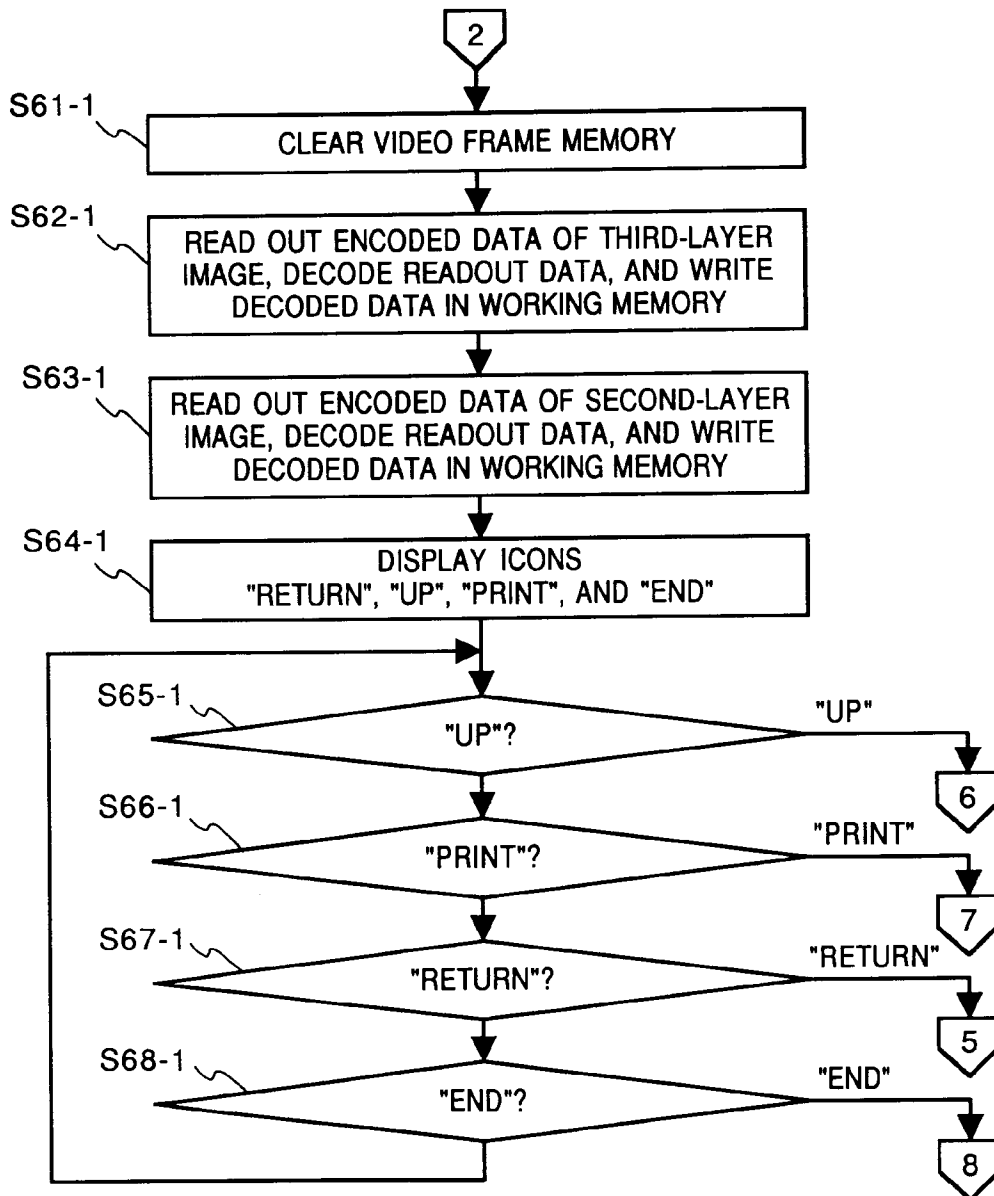 2
S61-1
CLEAR VIDEO FRAME MEMORY
S62-1
READ OUT ENCODED DATA OF THIRD-LAYER
IMAGE, DECODE READOUT DATA, AND WRITE
DECODED DATA IN WORKING MEMORY
S63-1
READ OUT ENCODED DATA OF SECOND-LAYER
IMAGE, DECODE READOUT DATA, AND WRITE
DECODED DATA IN WORKING MEMORY
S64-1
DISPLAY ICONS
"RETURN", "UP", "PRINT", AND "END"
S65-1
"UP"?
"UP"
6
S66-1
"PRINT"?
"PRINT"
7
S67-1
"RETURN"?
"RETURN"
5
S68-1
"END"?
"END"
8